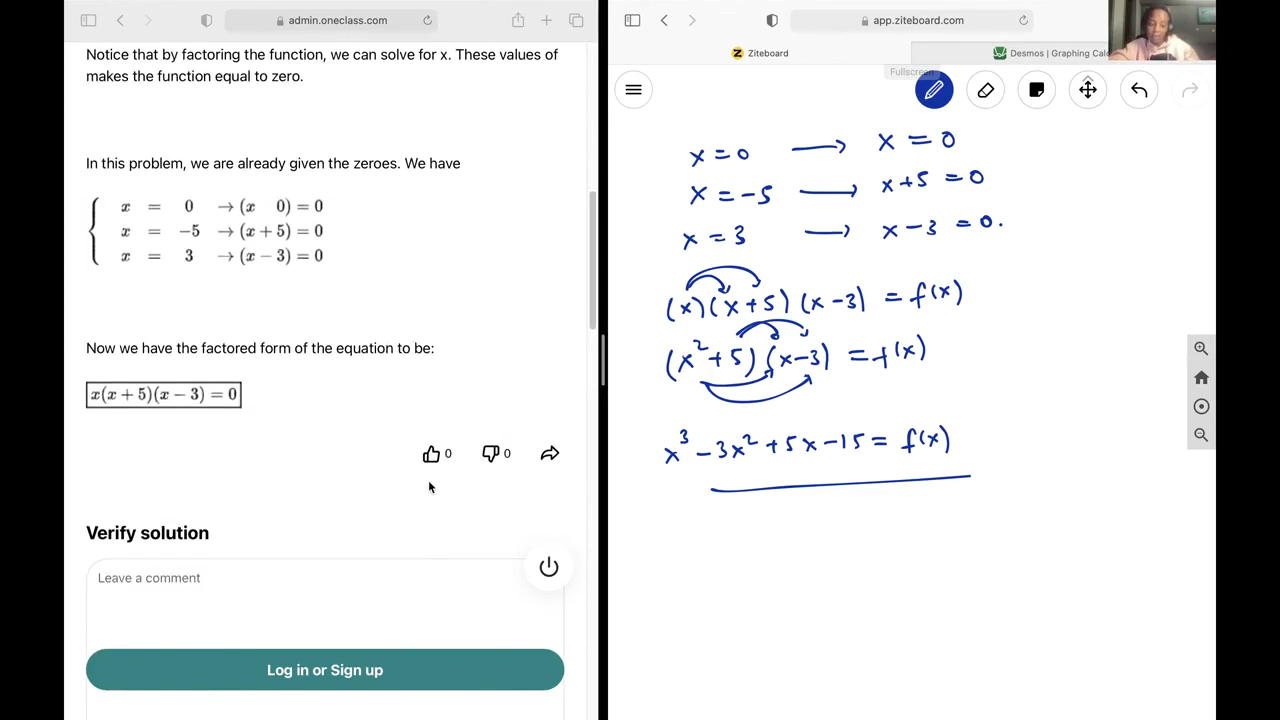 admin.oneclass.com
Notice that by factoring the function, we can solve for x. These values of
makes the function equal to zero.
In this problem, we are already given the zeroes. We have
x = 0 → (x 0) = 0
x = −5 → (x + 5) = 0
x = 3 → (x − 3) = 0
Now we have the factored form of the equation to be:
x(x + 5)(x − 3) = 0
0 0
Verify solution
Leave a comment
Log in or Sign up
app.ziteboard.com
Z Ziteboard
Desmos | Graphing Calc
Fullscreen
x = 0 → x = 0
x = −5 → x+5 = 0
x = 3 → x − 3 = 0.
(x)(x + 5)(x − 3) = f(x)
(x² + 5)(x − 3) = f(x)
x³ − 3x² + 5x − 15 = f(x)